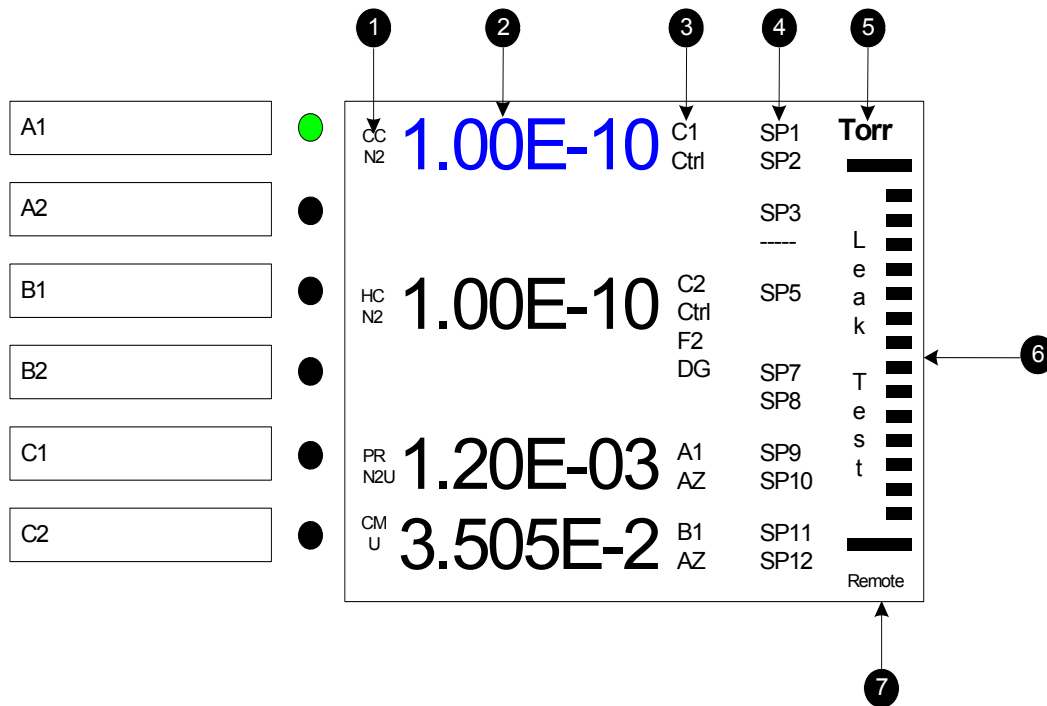 1 2 3 4 5
A1
A2
B1
B2
C1
C2
CC
N2
1.00E-10
C1
Ctrl
SP1
SP2
SP3
-----
HC
N2
1.00E-10
C2
Ctrl
F2
DG
SP5
SP7
SP8
PR
N2U
1.20E-03
A1
AZ
SP9
SP10
CM
U
3.505E-2
B1
AZ
SP11
SP12
Torr
Leak Test
Remote
6
7